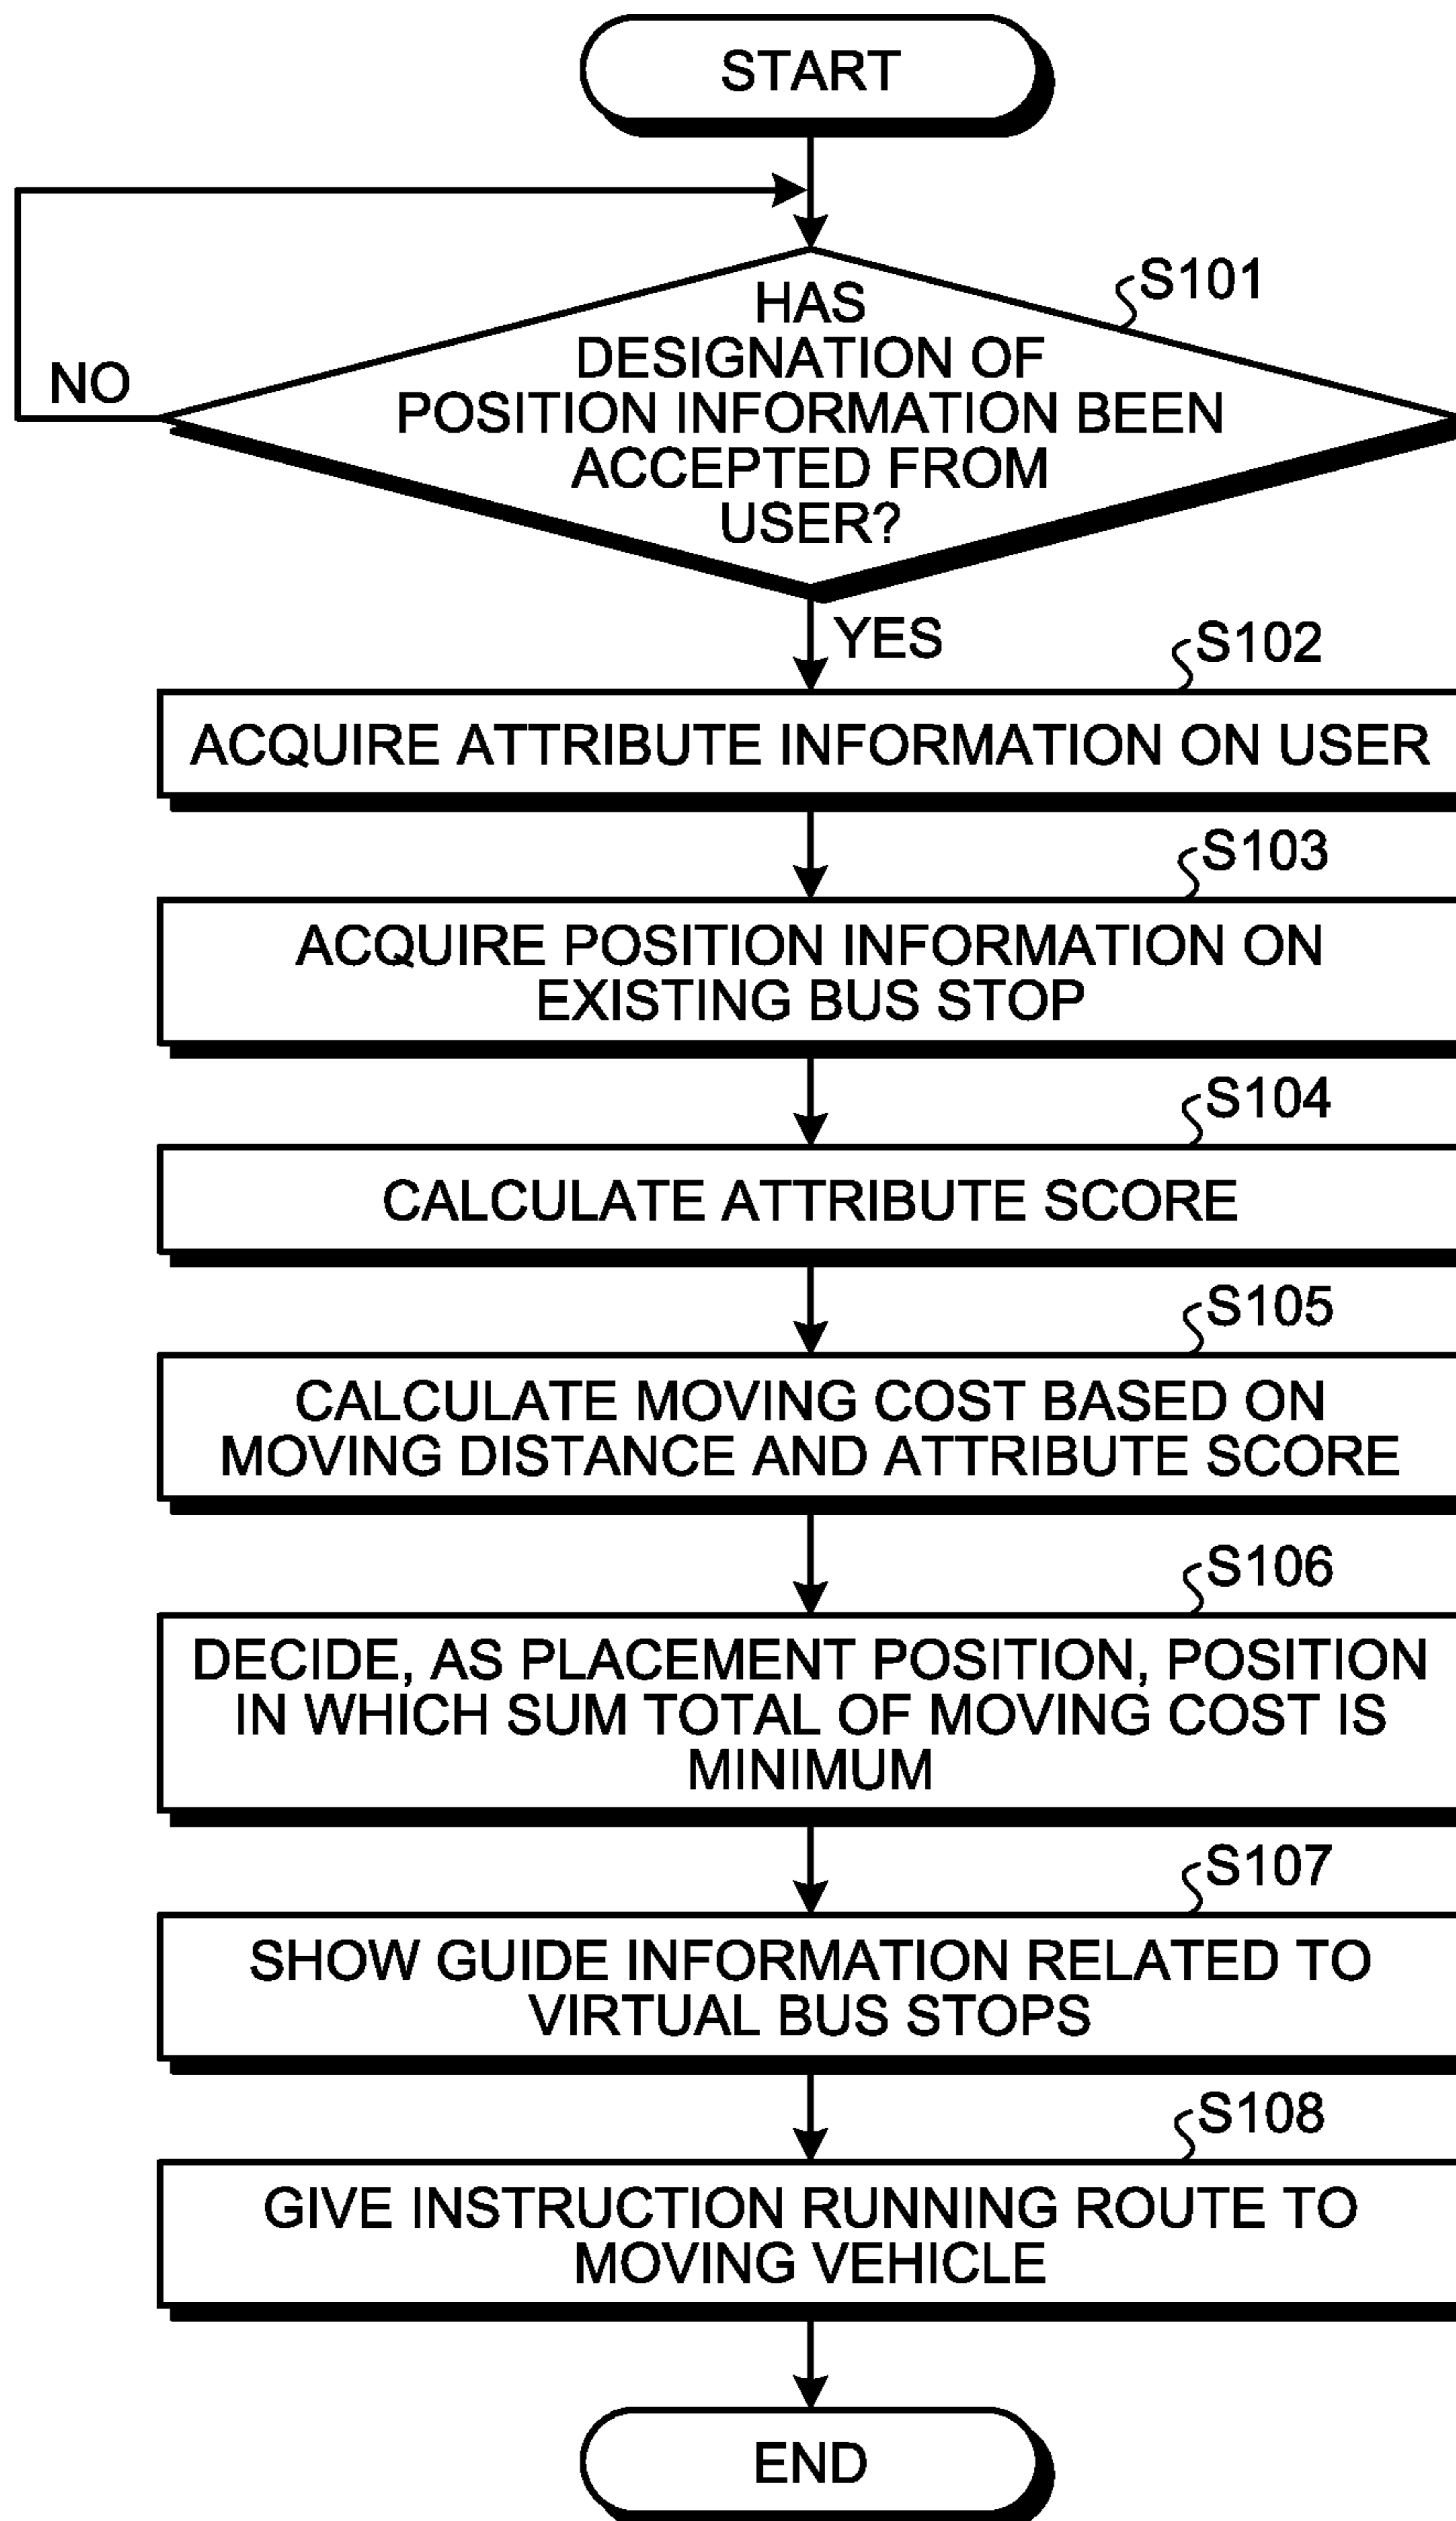 START
S101
HAS
DESIGNATION OF
POSITION INFORMATION BEEN
ACCEPTED FROM
USER?
NO
YES
S102
ACQUIRE ATTRIBUTE INFORMATION ON USER
S103
ACQUIRE POSITION INFORMATION ON
EXISTING BUS STOP
S104
CALCULATE ATTRIBUTE SCORE
S105
CALCULATE MOVING COST BASED ON
MOVING DISTANCE AND ATTRIBUTE SCORE
S106
DECIDE, AS PLACEMENT POSITION, POSITION
IN WHICH SUM TOTAL OF MOVING COST IS
MINIMUM
S107
SHOW GUIDE INFORMATION RELATED TO
VIRTUAL BUS STOPS
S108
GIVE INSTRUCTION RUNNING ROUTE TO
MOVING VEHICLE
END